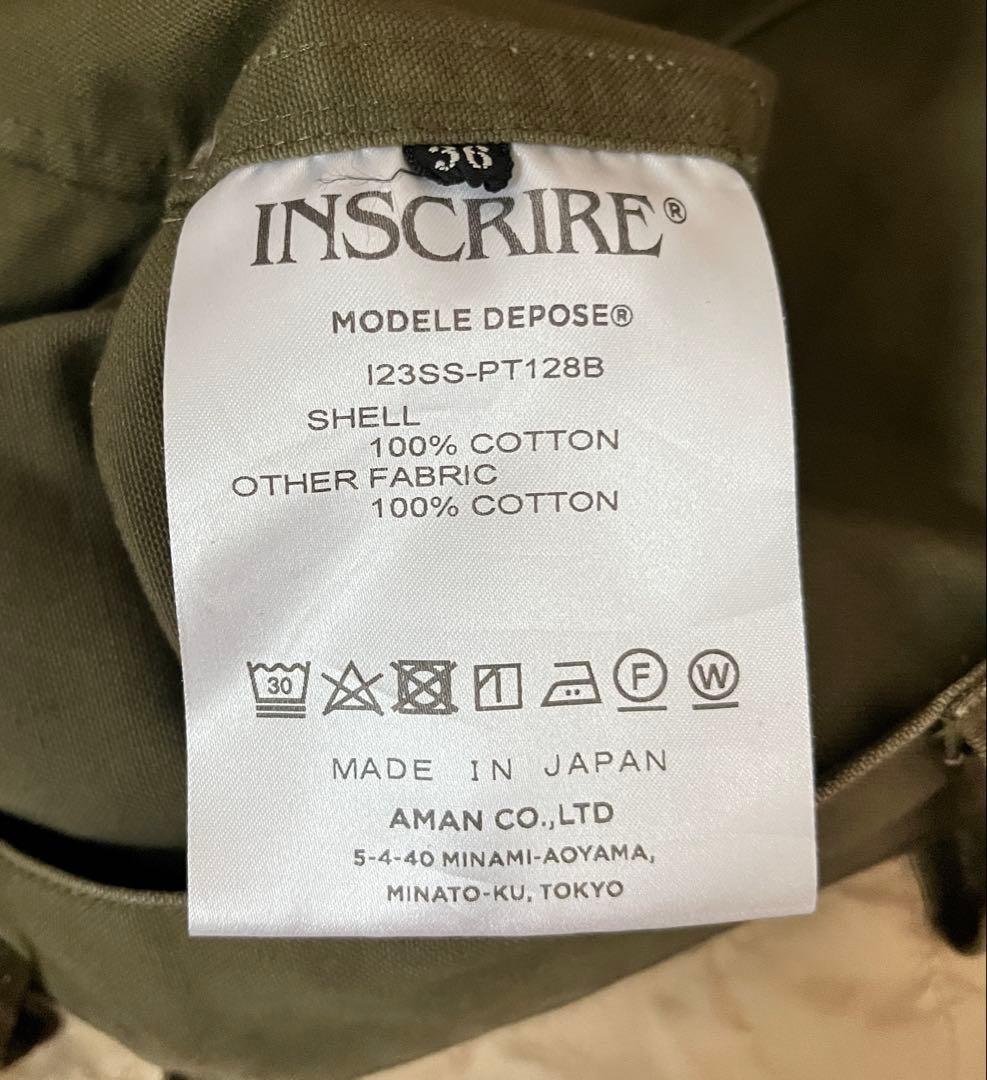 36
INSCRIRE®
MODELE DEPOSE®
I23SS-PT128B
SHELL
100% COTTON
OTHER FABRIC
100% COTTON
30 F W
MADE IN JAPAN
AMAN CO.,LTD
5-4-40 MINAMI-AOYAMA,
MINATO-KU, TOKYO